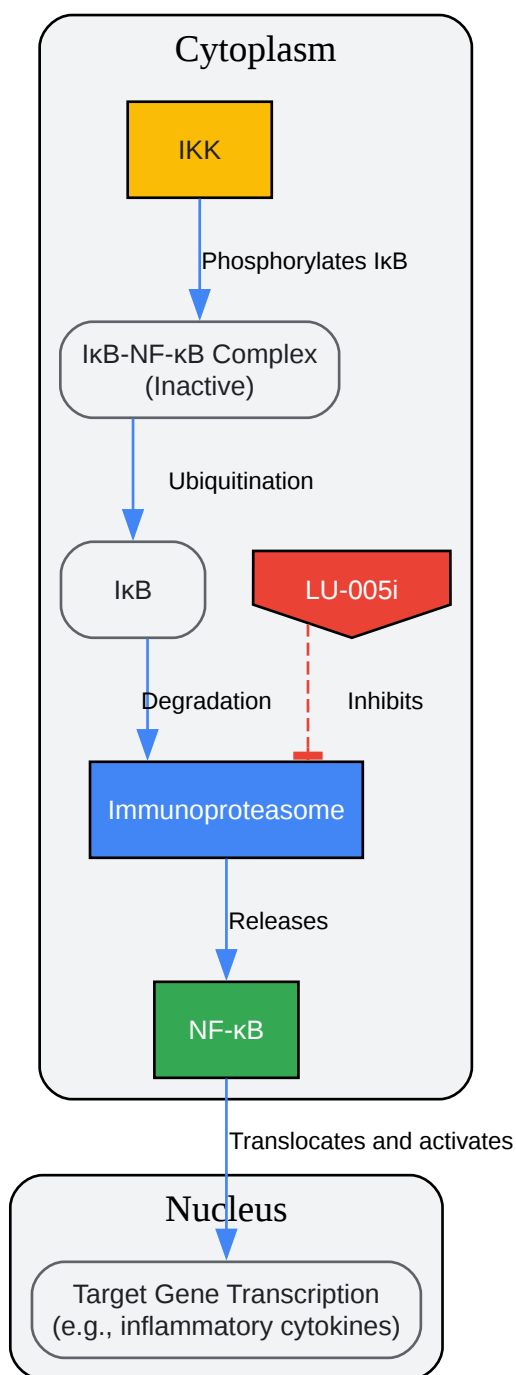 Cytoplasm
IKK
Phosphorylates IκB
IκB-NF-κB Complex
(Inactive)
Ubiquitination
IκB
LU-005i
Degradation
Inhibits
Immunoproteasome
Releases
NF-κB
Translocates and activates
Nucleus
Target Gene Transcription
(e.g., inflammatory cytokines)